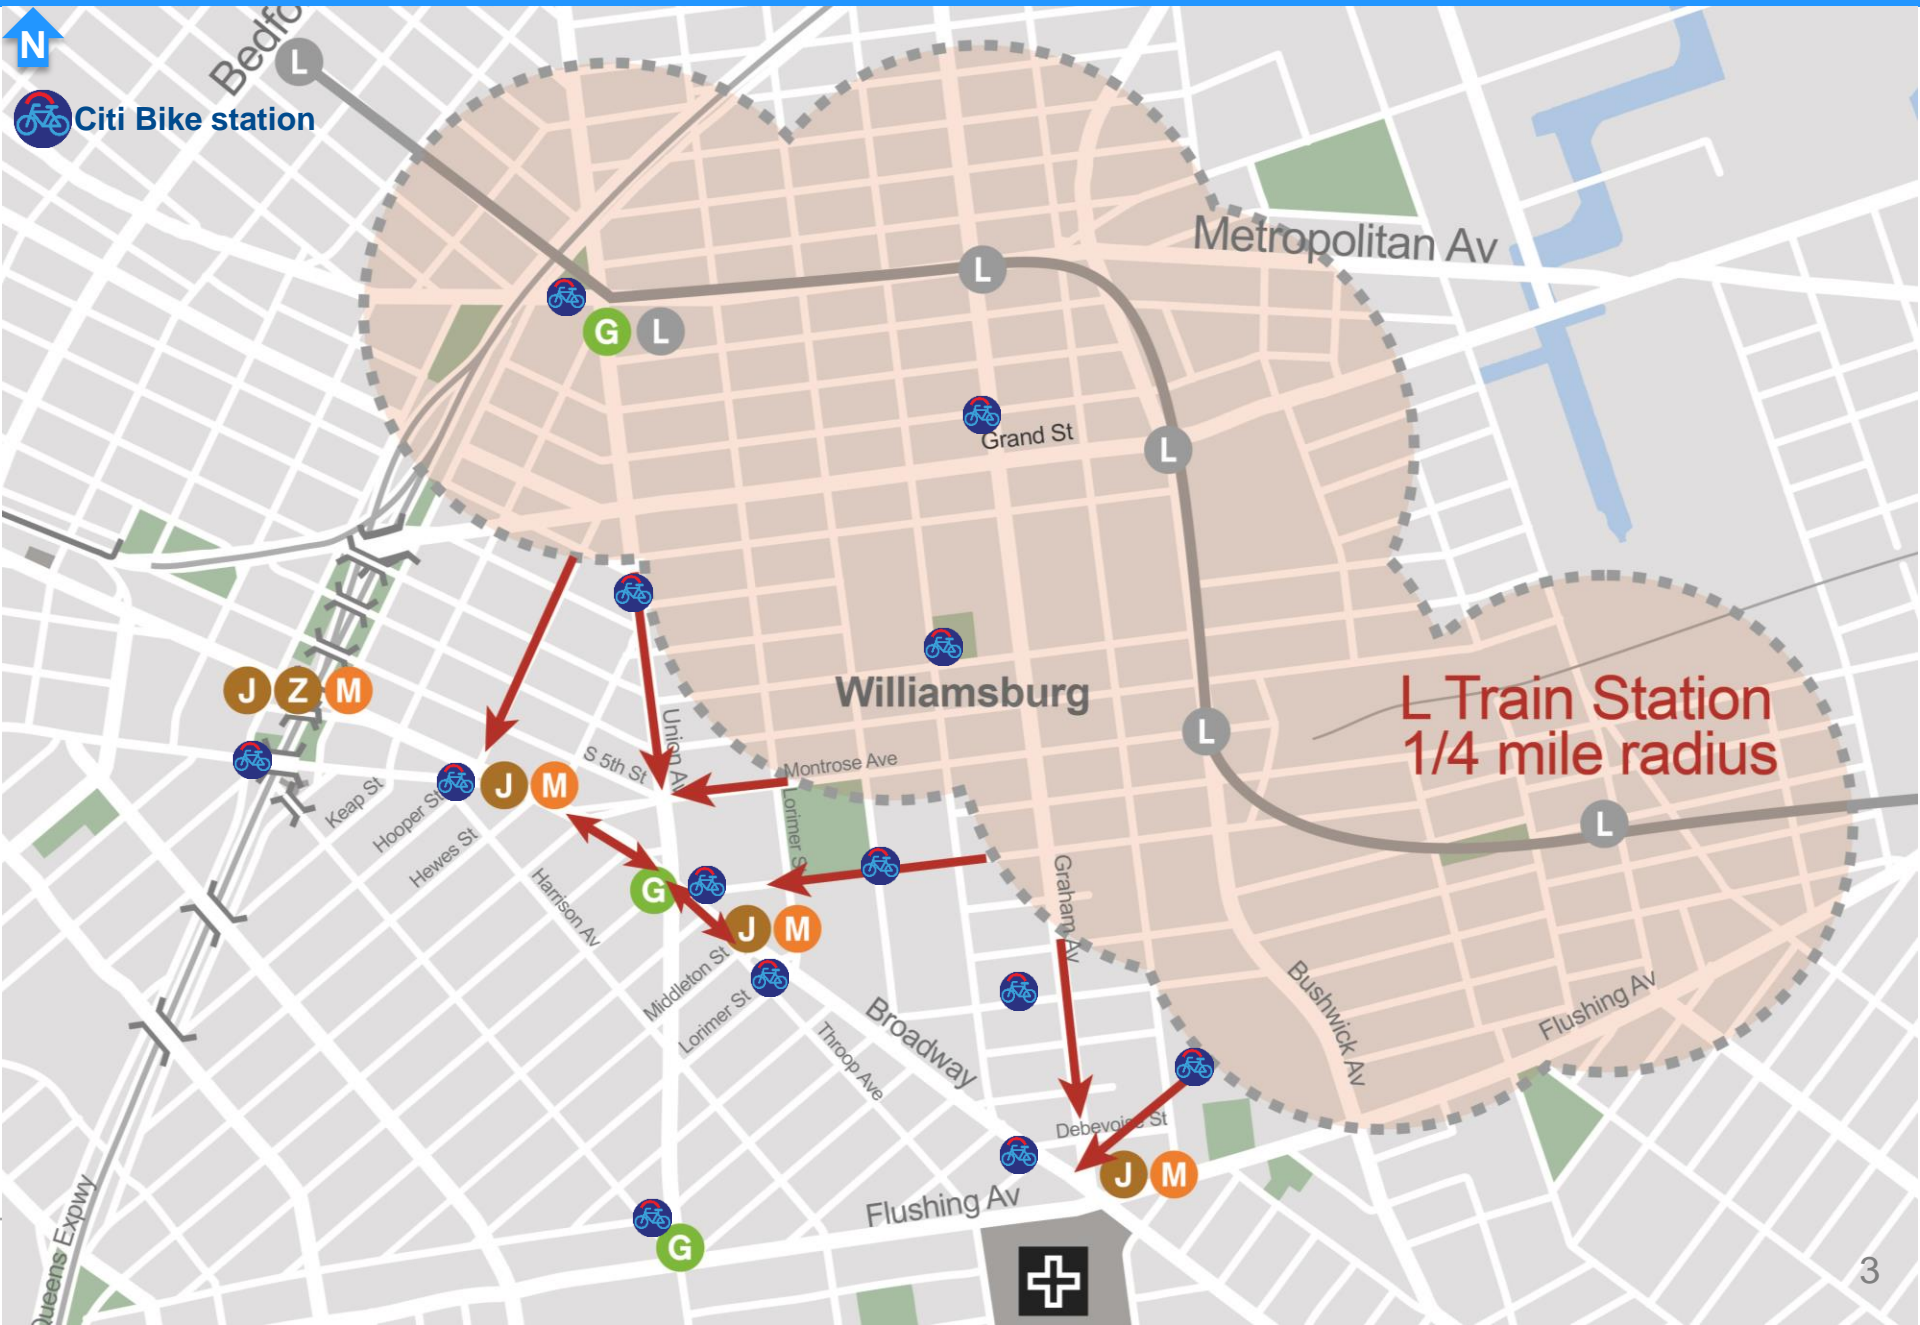 N
Bedfo
L
Citi Bike station
Metropolitan Av
L
G L
Grand St
L
J Z M
Williamsburg
L Train Station
1/4 mile radius
L
Union Av
S 5th St
Montrose Ave
J M
Keap St
Hooper St
Hewes St
Lorimer S
L
Harrison Av
G
Graham Av
J M
Middleton St
Lorimer St
Broadway
Throop Ave
Bushwick Av
Flushing Av
Debevoise St
J M
Flushing Av
G
Queens Expwy
3